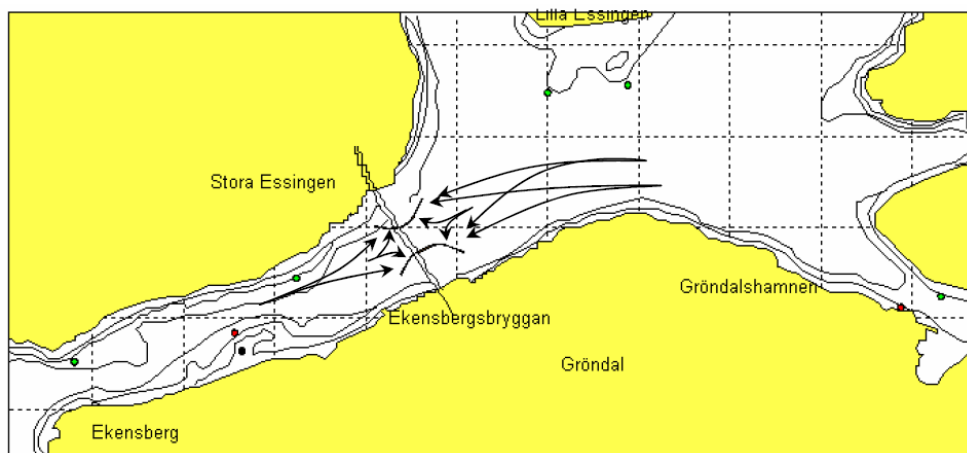 Lilla Essingen
Stora Essingen
Gröndalshamnen
Ekensbergsbryggan
Gröndal
Ekensberg